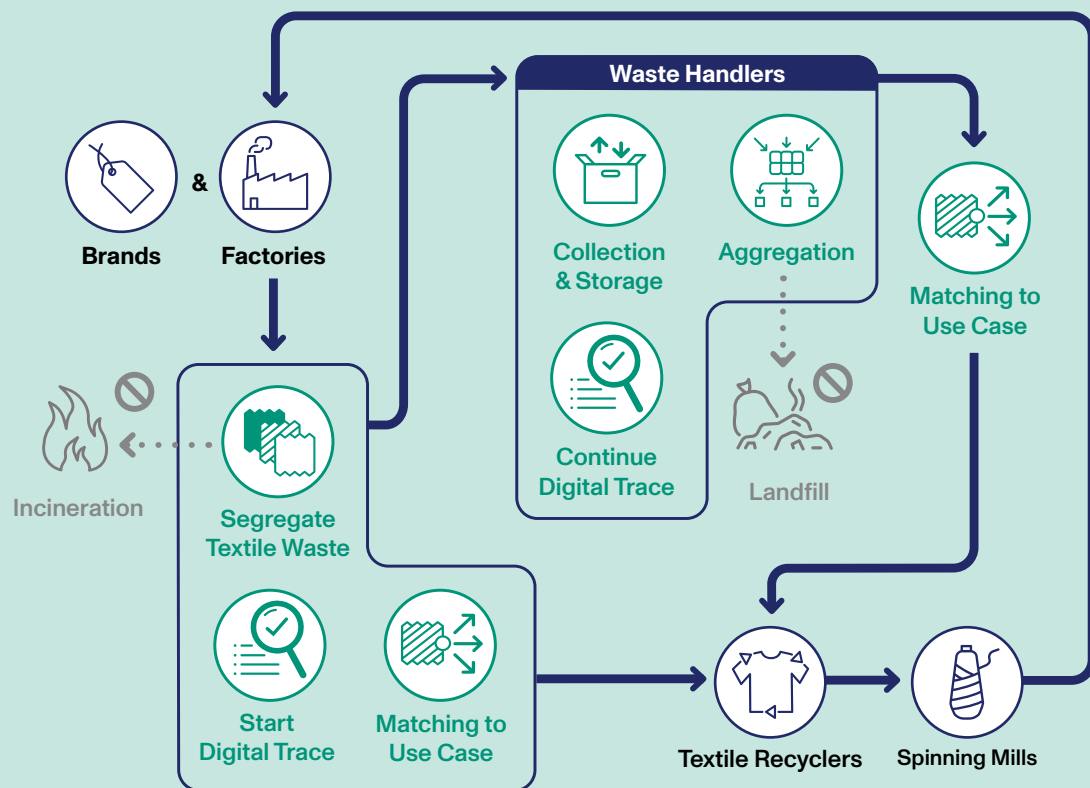 Waste Handlers
&
Brands
Factories
Collection
& Storage
Aggregation
Matching to
Use Case
Continue
Digital Trace
Landfill
Incineration
Segregate
Textile Waste
Start
Digital Trace
Matching to
Use Case
Textile Recyclers
Spinning Mills